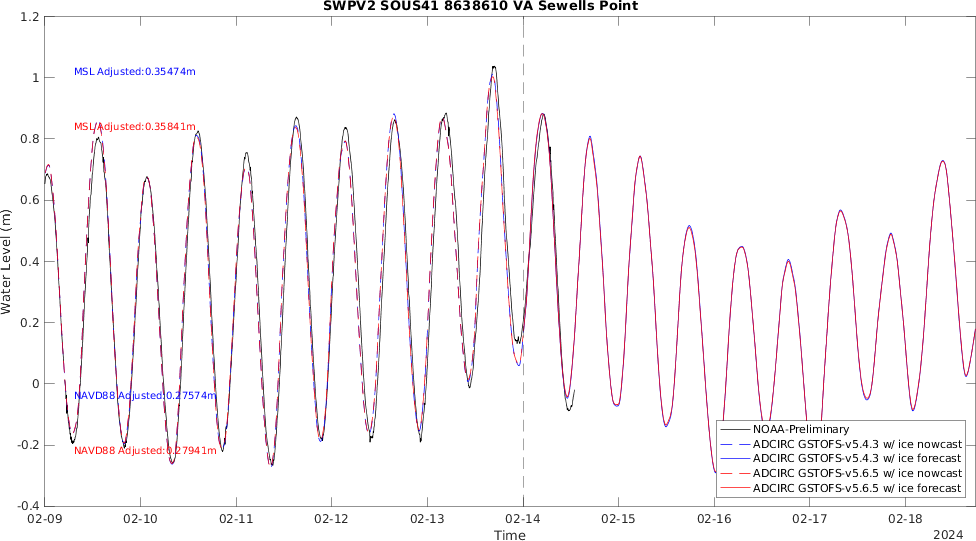 SWPV2 SOUS41 8638610 VA Sewells Point
1.2
1
0.8
0.6
0.4
0.2
0
-0.2
-0.4
Water Level (m)
MSL Adjusted:0.35474m
MSL Adjusted:0.35841m
NAVD88 Adjusted:0.27574m
NAVD88 Adjusted:0.27941m
NOAA-Preliminary
ADCIRC GSTOFS-v5.4.3 w/ ice nowcast
ADCIRC GSTOFS-v5.4.3 w/ ice forecast
ADCIRC GSTOFS-v5.6.5 w/ ice nowcast
ADCIRC GSTOFS-v5.6.5 w/ ice forecast
02-09 02-10 02-11 02-12 02-13 02-14 02-15 02-16 02-17 02-18
Time
2024